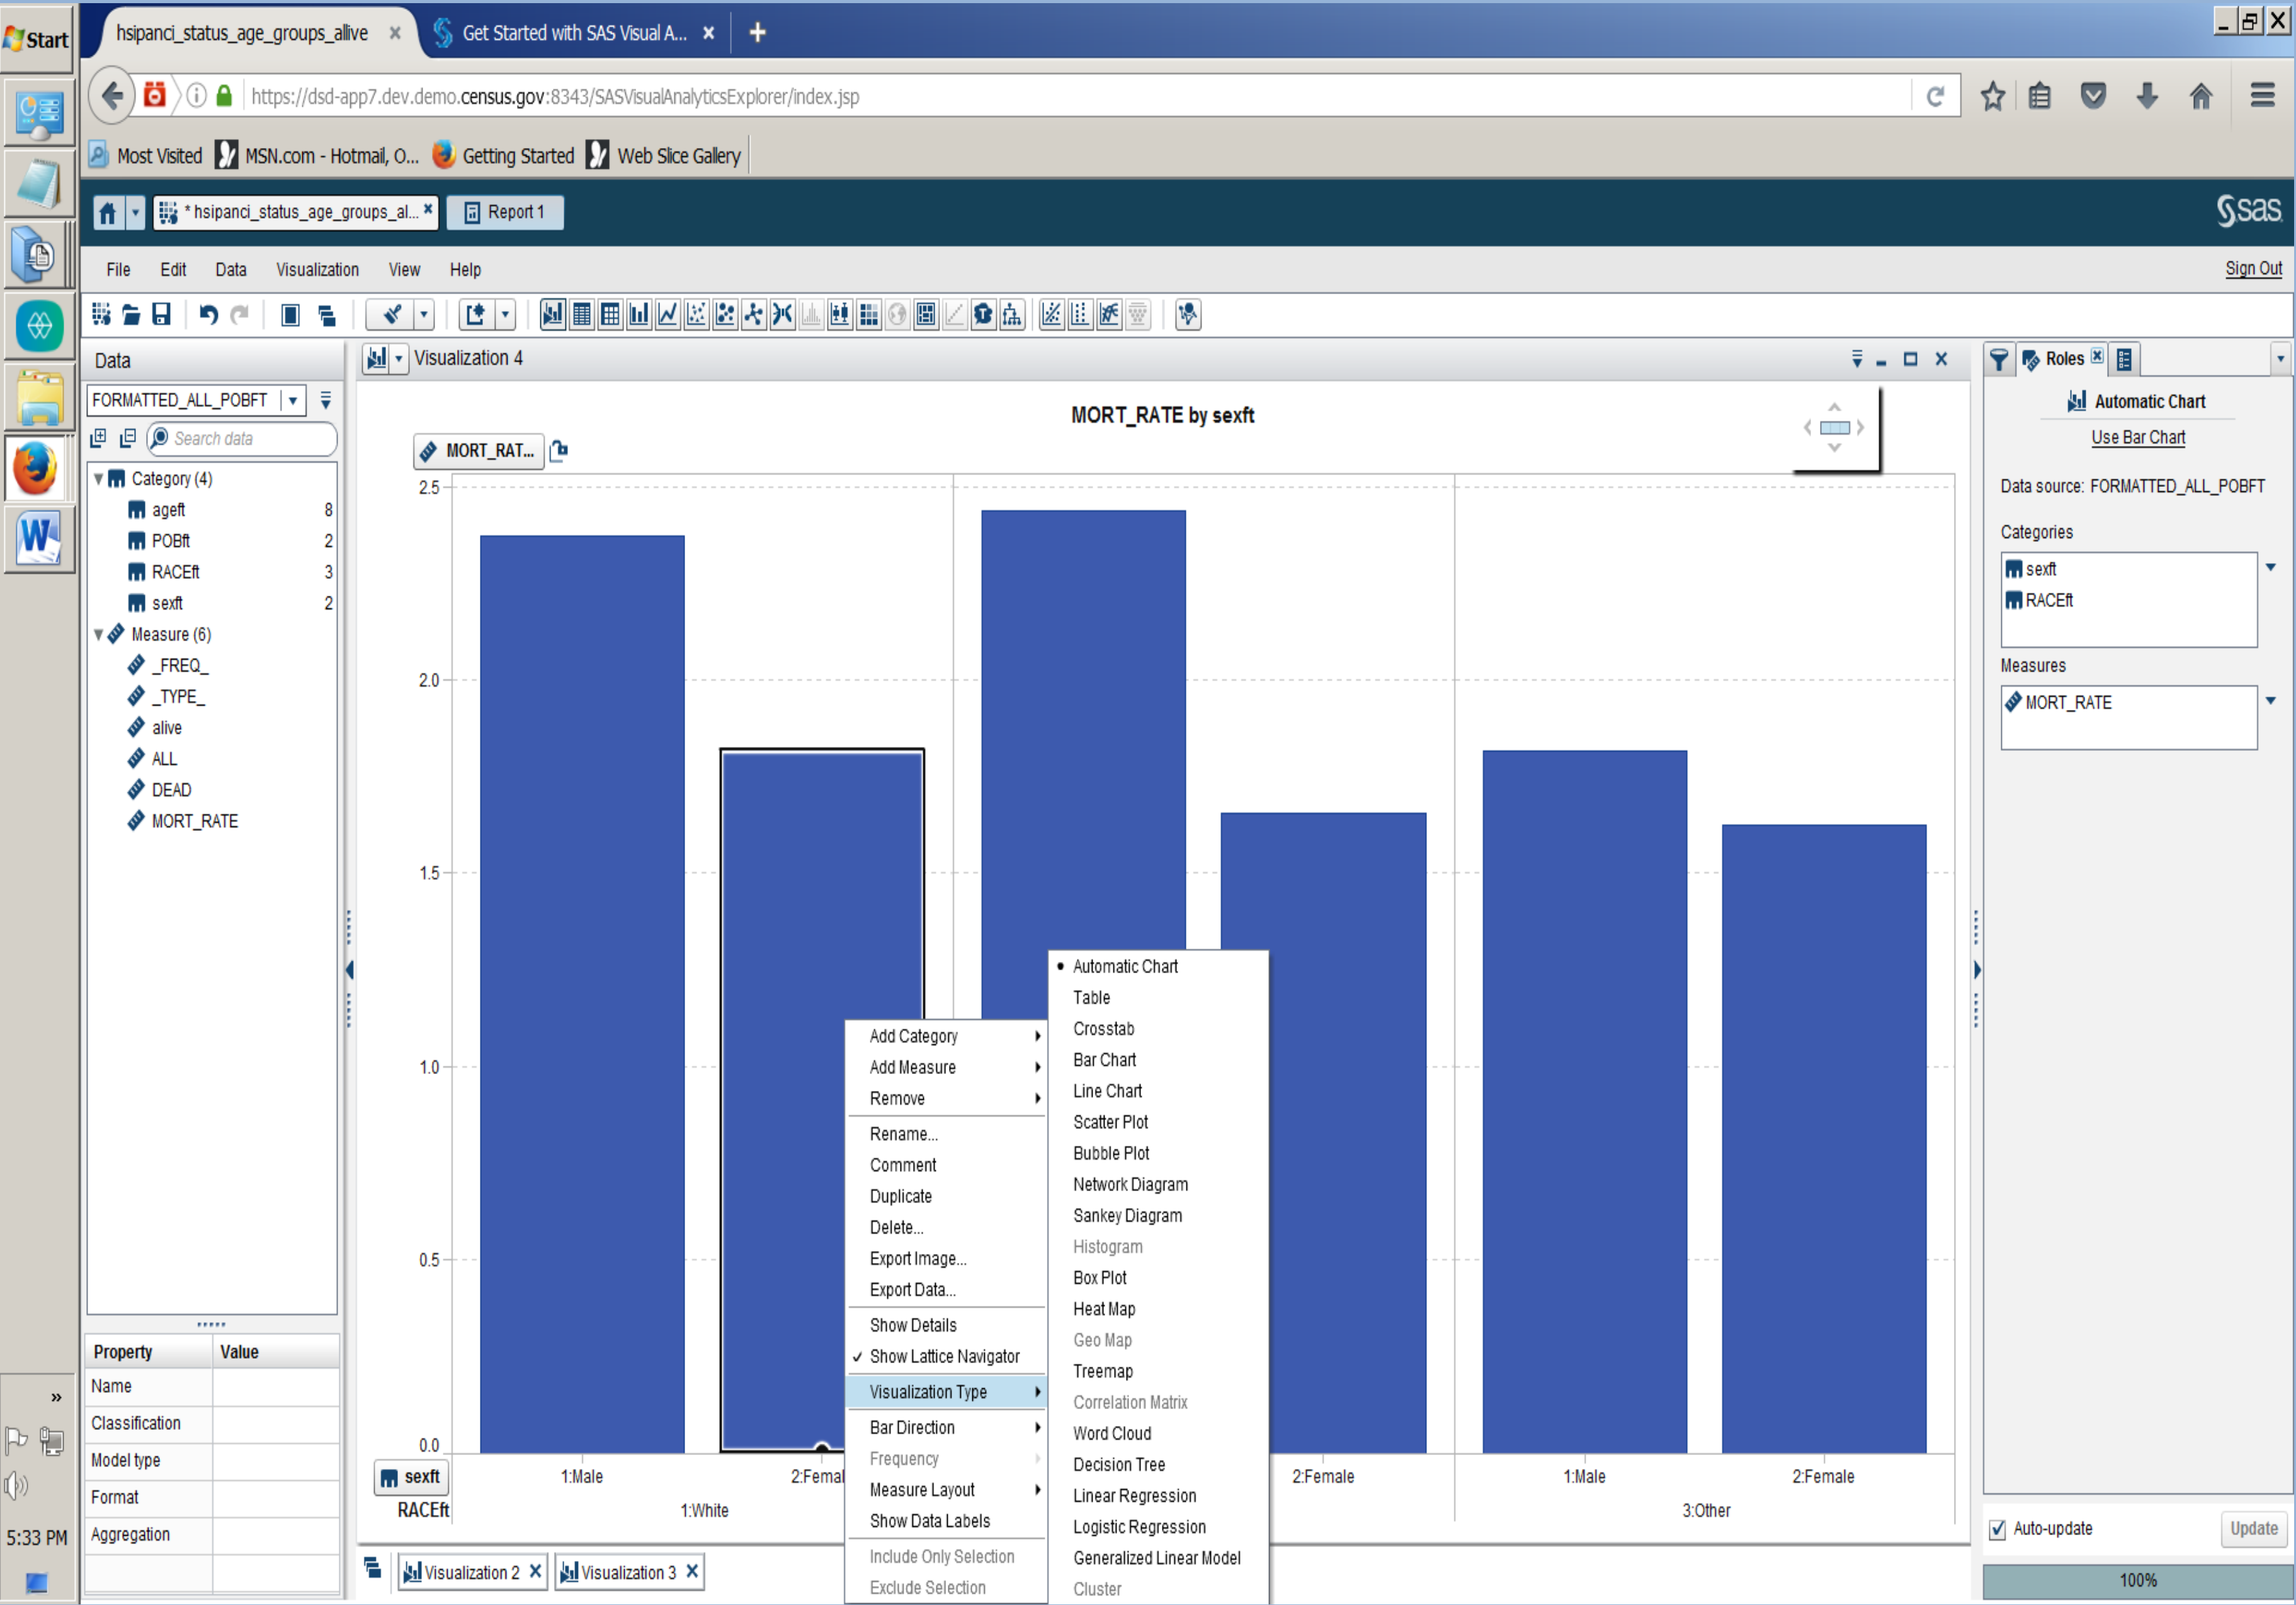 Start
hsipanci_status_age_groups_allive ×
Get Started with SAS Visual A... × +
https://dsd-app7.dev.demo.census.gov:8343/SASVisualAnalyticsExplorer/index.jsp
Most Visited MSN.com - Hotmail, O... Getting Started Web Slice Gallery
* hsipanci_status_age_groups_al... × Report 1
sas
File Edit Data Visualization View Help
Sign Out
Data
Visualization 4
Roles
FORMATTED_ALL_POBFT
Search data
Category (4)
ageft 8
POBft 2
RACEft 3
sexft 2
Measure (6)
_FREQ_
_TYPE_
alive
ALL
DEAD
MORT_RATE
Property Value
Name
Classification
Model type
Format
Aggregation
MORT_RATE by sexft
MORT_RAT...
2.5
2.0
1.5
1.0
0.5
0.0
sexft
1:Male 2:Femal 2:Female 1:Male 2:Female
RACEft
1:White 3:Other
Add Category
Add Measure
Remove
Rename...
Comment
Duplicate
Delete...
Export Image...
Export Data...
Show Details
✓ Show Lattice Navigator
Visualization Type
Bar Direction
Frequency
Measure Layout
Show Data Labels
Include Only Selection
Exclude Selection
• Automatic Chart
Table
Crosstab
Bar Chart
Line Chart
Scatter Plot
Bubble Plot
Network Diagram
Sankey Diagram
Histogram
Box Plot
Heat Map
Geo Map
Treemap
Correlation Matrix
Word Cloud
Decision Tree
Linear Regression
Logistic Regression
Generalized Linear Model
Cluster
Visualization 2 × Visualization 3 ×
Automatic Chart
Use Bar Chart
Data source: FORMATTED_ALL_POBFT
Categories
sexft
RACEft
Measures
MORT_RATE
Auto-update Update
100%
»
5:33 PM